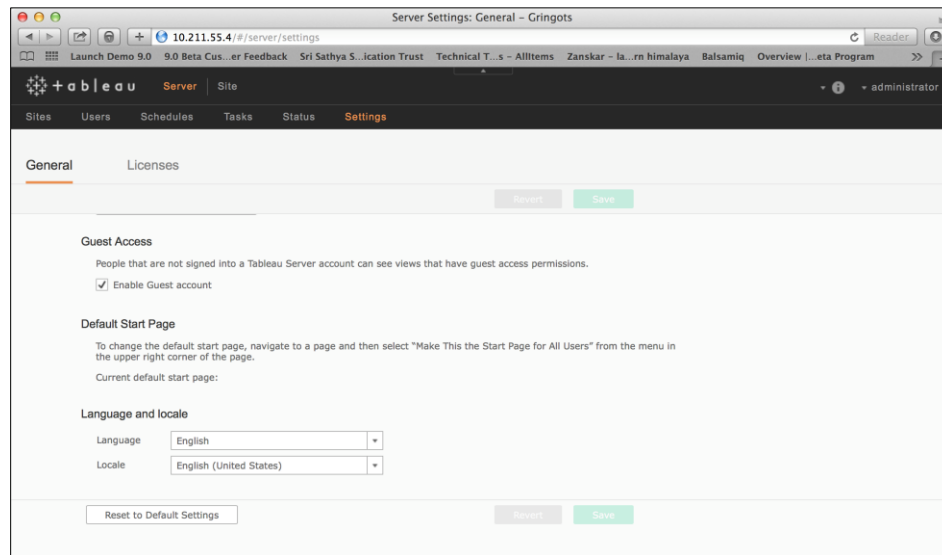 Server Settings: General – Gringots
10.211.55.4/#/server/settings
Reader
Launch Demo 9.0 9.0 Beta Cus...er Feedback Sri Sathya S...ication Trust Technical T...s – AllItems Zanskar – la...rn himalaya Balsamiq Overview |...eta Program
+ a b l e a u Server Site administrator
Sites Users Schedules Tasks Status Settings
General Licenses
Revert Save
Guest Access
People that are not signed into a Tableau Server account can see views that have guest access permissions.
Enable Guest account
Default Start Page
To change the default start page, navigate to a page and then select “Make This the Start Page for All Users” from the menu in
the upper right corner of the page.
Current default start page:
Language and locale
Language English
Locale English (United States)
Reset to Default Settings Revert Save